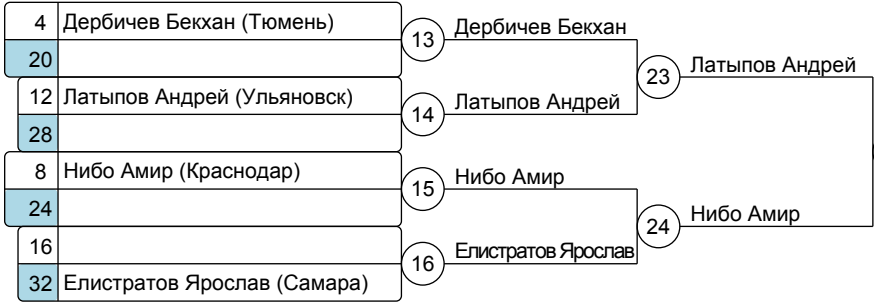 4 Дербичев Бекхан (Тюмень)
20
13 Дербичев Бекхан
12 Латыпов Андрей (Ульяновск)
28
14 Латыпов Андрей
23 Латыпов Андрей
8 Нибо Амир (Краснодар)
24
15 Нибо Амир
16
32 Елистратов Ярослав (Самара)
16 Елистратов Ярослав
24 Нибо Амир